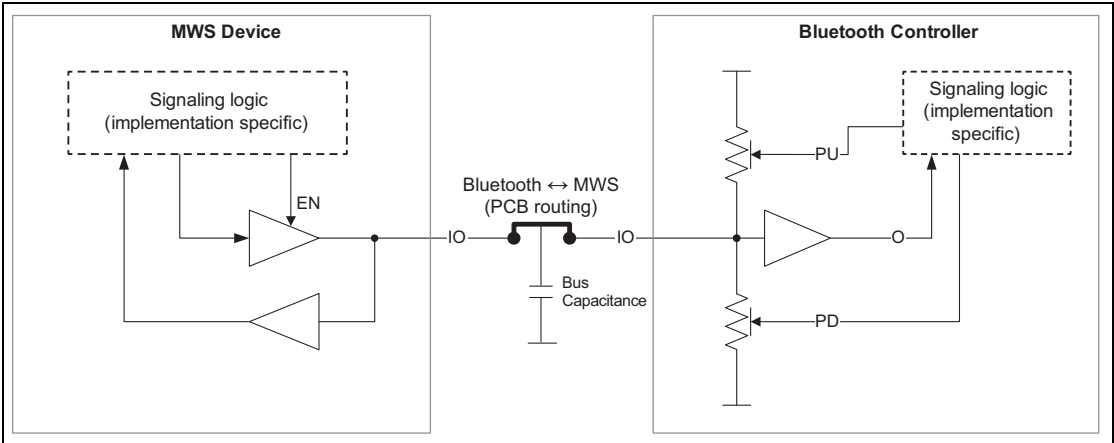 MWS Device
Signaling logic
(implementation specific)
EN
IO
Bluetooth ↔ MWS
(PCB routing)
Bus
Capacitance
IO
Bluetooth Controller
Signaling logic
(implementation
specific)
PU
O
PD